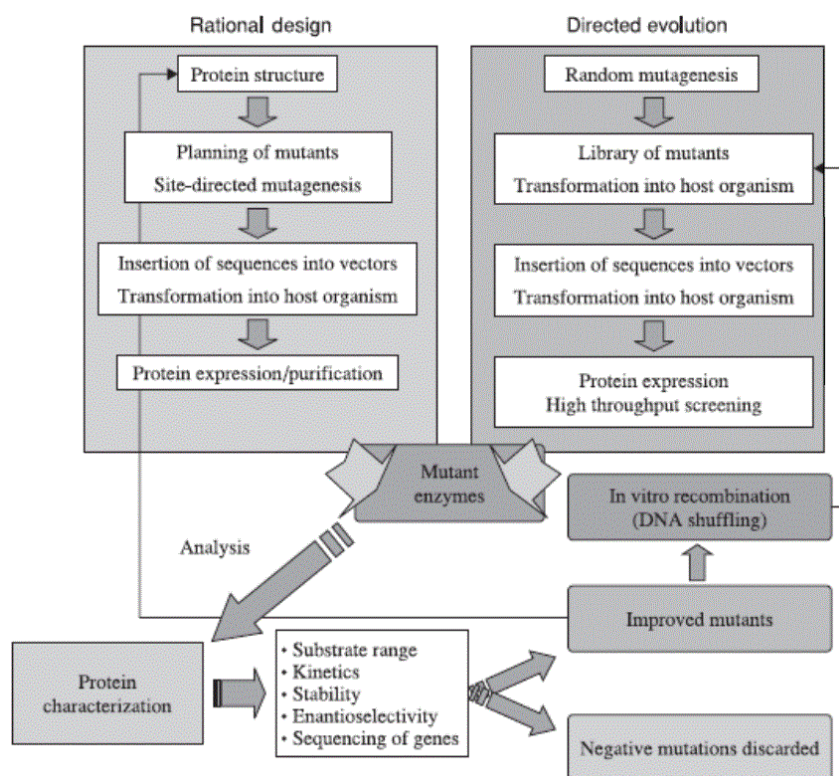 Rational design
Protein structure
Planning of mutants
Site-directed mutagenesis
Insertion of sequences into vectors
Transformation into host organism
Protein expression/purification
Directed evolution
Random mutagenesis
Library of mutants
Transformation into host organism
Insertion of sequences into vectors
Transformation into host organism
Protein expression
High throughput screening
Mutant
enzymes
In vitro recombination
(DNA shuffling)
Analysis
Improved mutants
Protein
characterization
• Substrate range
• Kinetics
• Stability
• Enantioselectivity
• Sequencing of genes
Negative mutations discarded